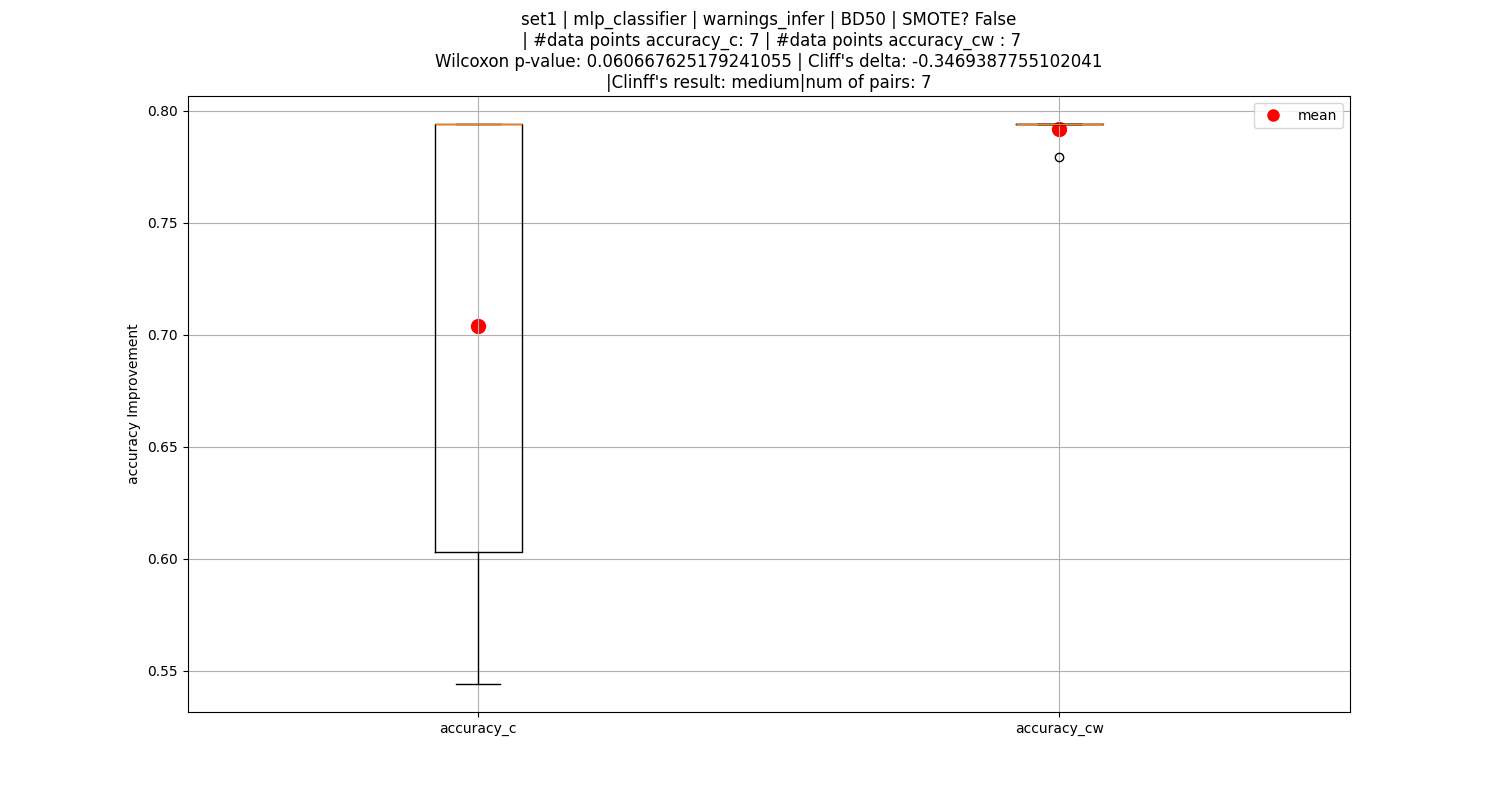 set1 | mlp_classifier | warnings_infer | BD50 | SMOTE? False
| #data points accuracy_c: 7 | #data points accuracy_cw : 7
Wilcoxon p-value: 0.060667625179241055 | Cliff's delta: -0.3469387755102041
|Clinff's result: medium|num of pairs: 7
mean
0.80
0.75
0.70
0.65
0.60
0.55
accuracy Improvement
accuracy_c
accuracy_cw